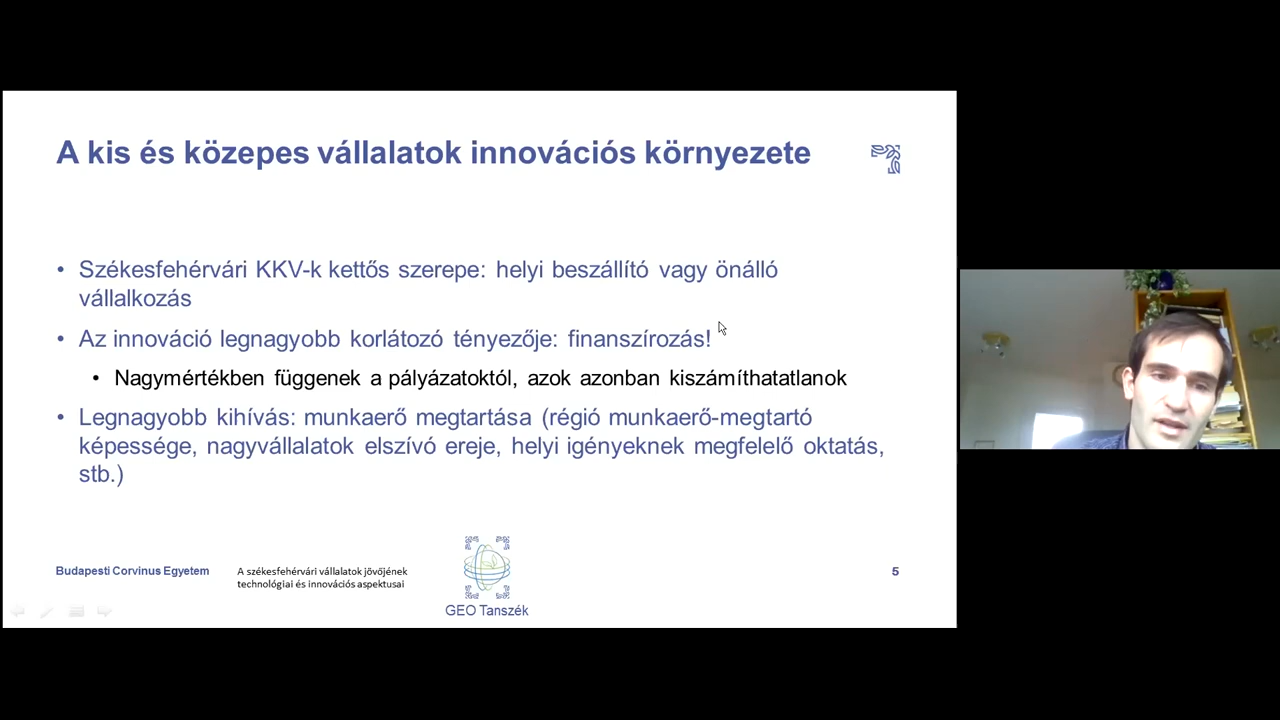 A kis és közepes vállalatok innovációs környezete
• Székesfehérvári KKV-k kettős szerepe: helyi beszállító vagy önálló
vállalkozás
• Az innováció legnagyobb korlátozó tényezője: finanszírozás!
• Nagymértékben függenek a pályázatoktól, azok azonban kiszámíthatatlanok
• Legnagyobb kihívás: munkaerő megtartása (régió munkaerő-megtartó
képessége, nagyvállalatok elszívó ereje, helyi igényeknek megfelelő oktatás,
stb.)
Budapesti Corvinus Egyetem
A székesfehérvári vállalatok jövőjének
technológiai és innovációs aspektusai
GEO Tanszék
5